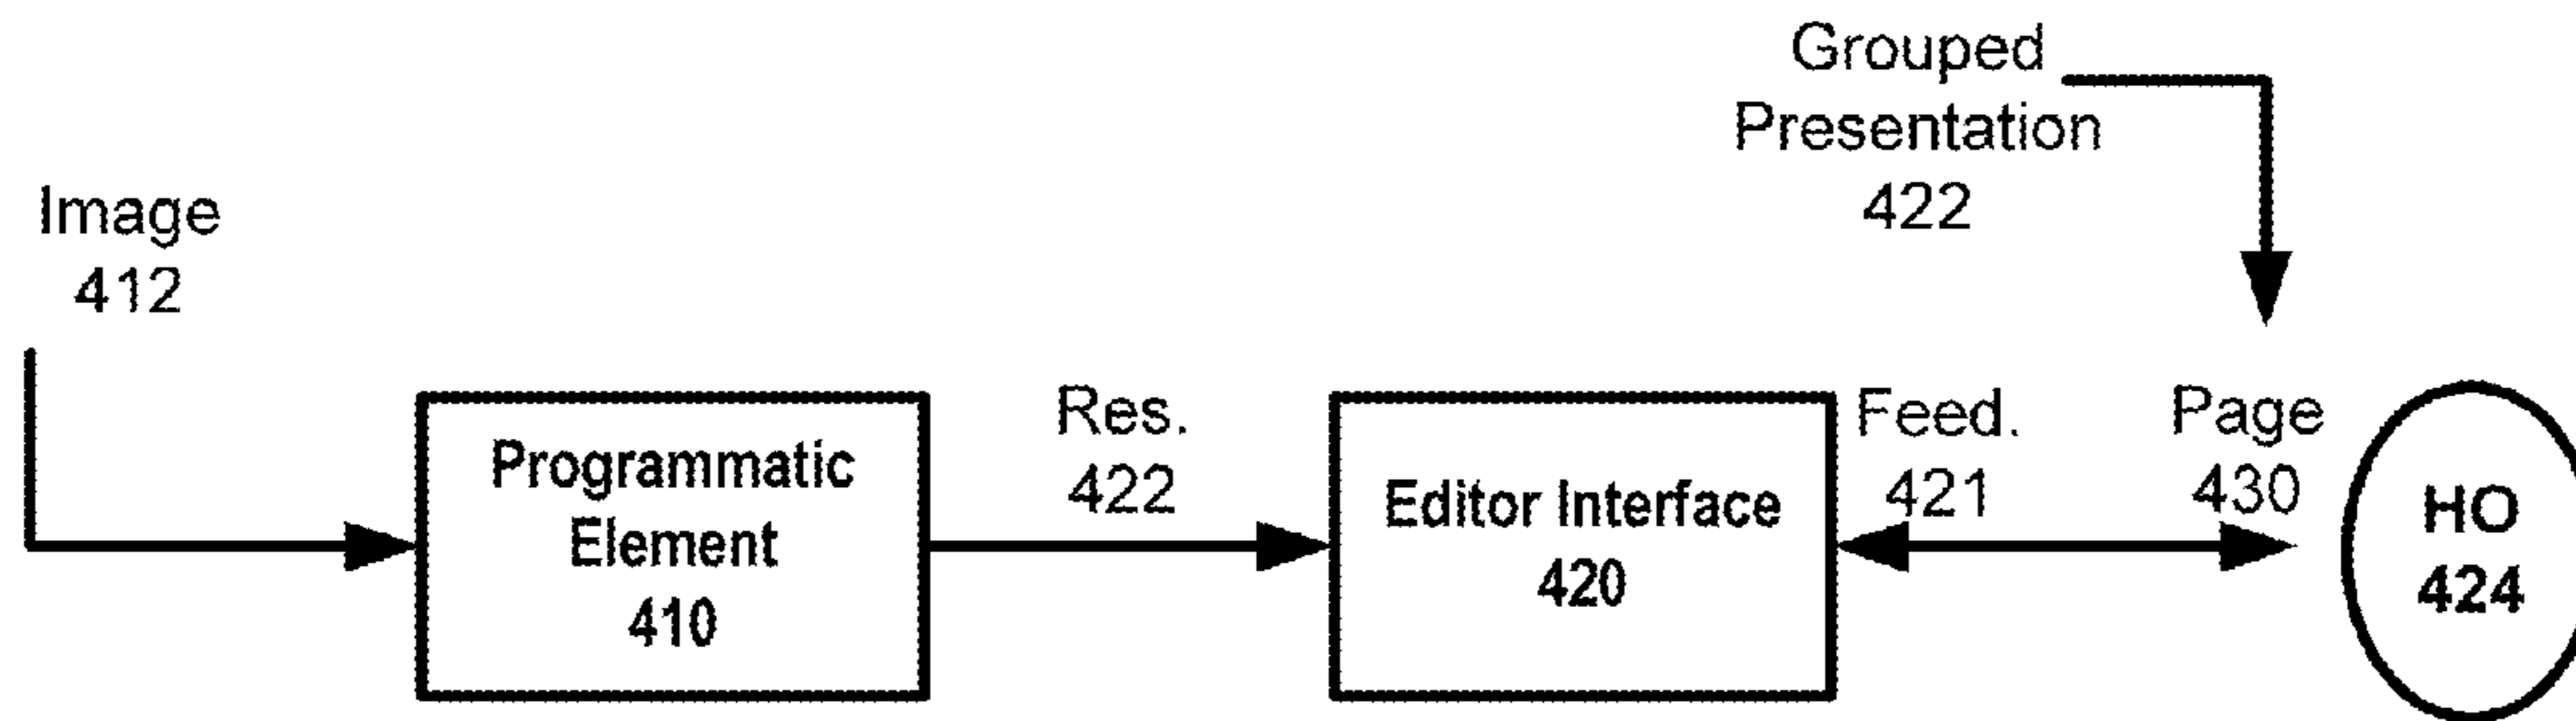 Image
412
Programmatic
Element
410
Res.
422
Editor Interface
420
Grouped
Presentation
422
Feed.
421
Page
430
HO
424